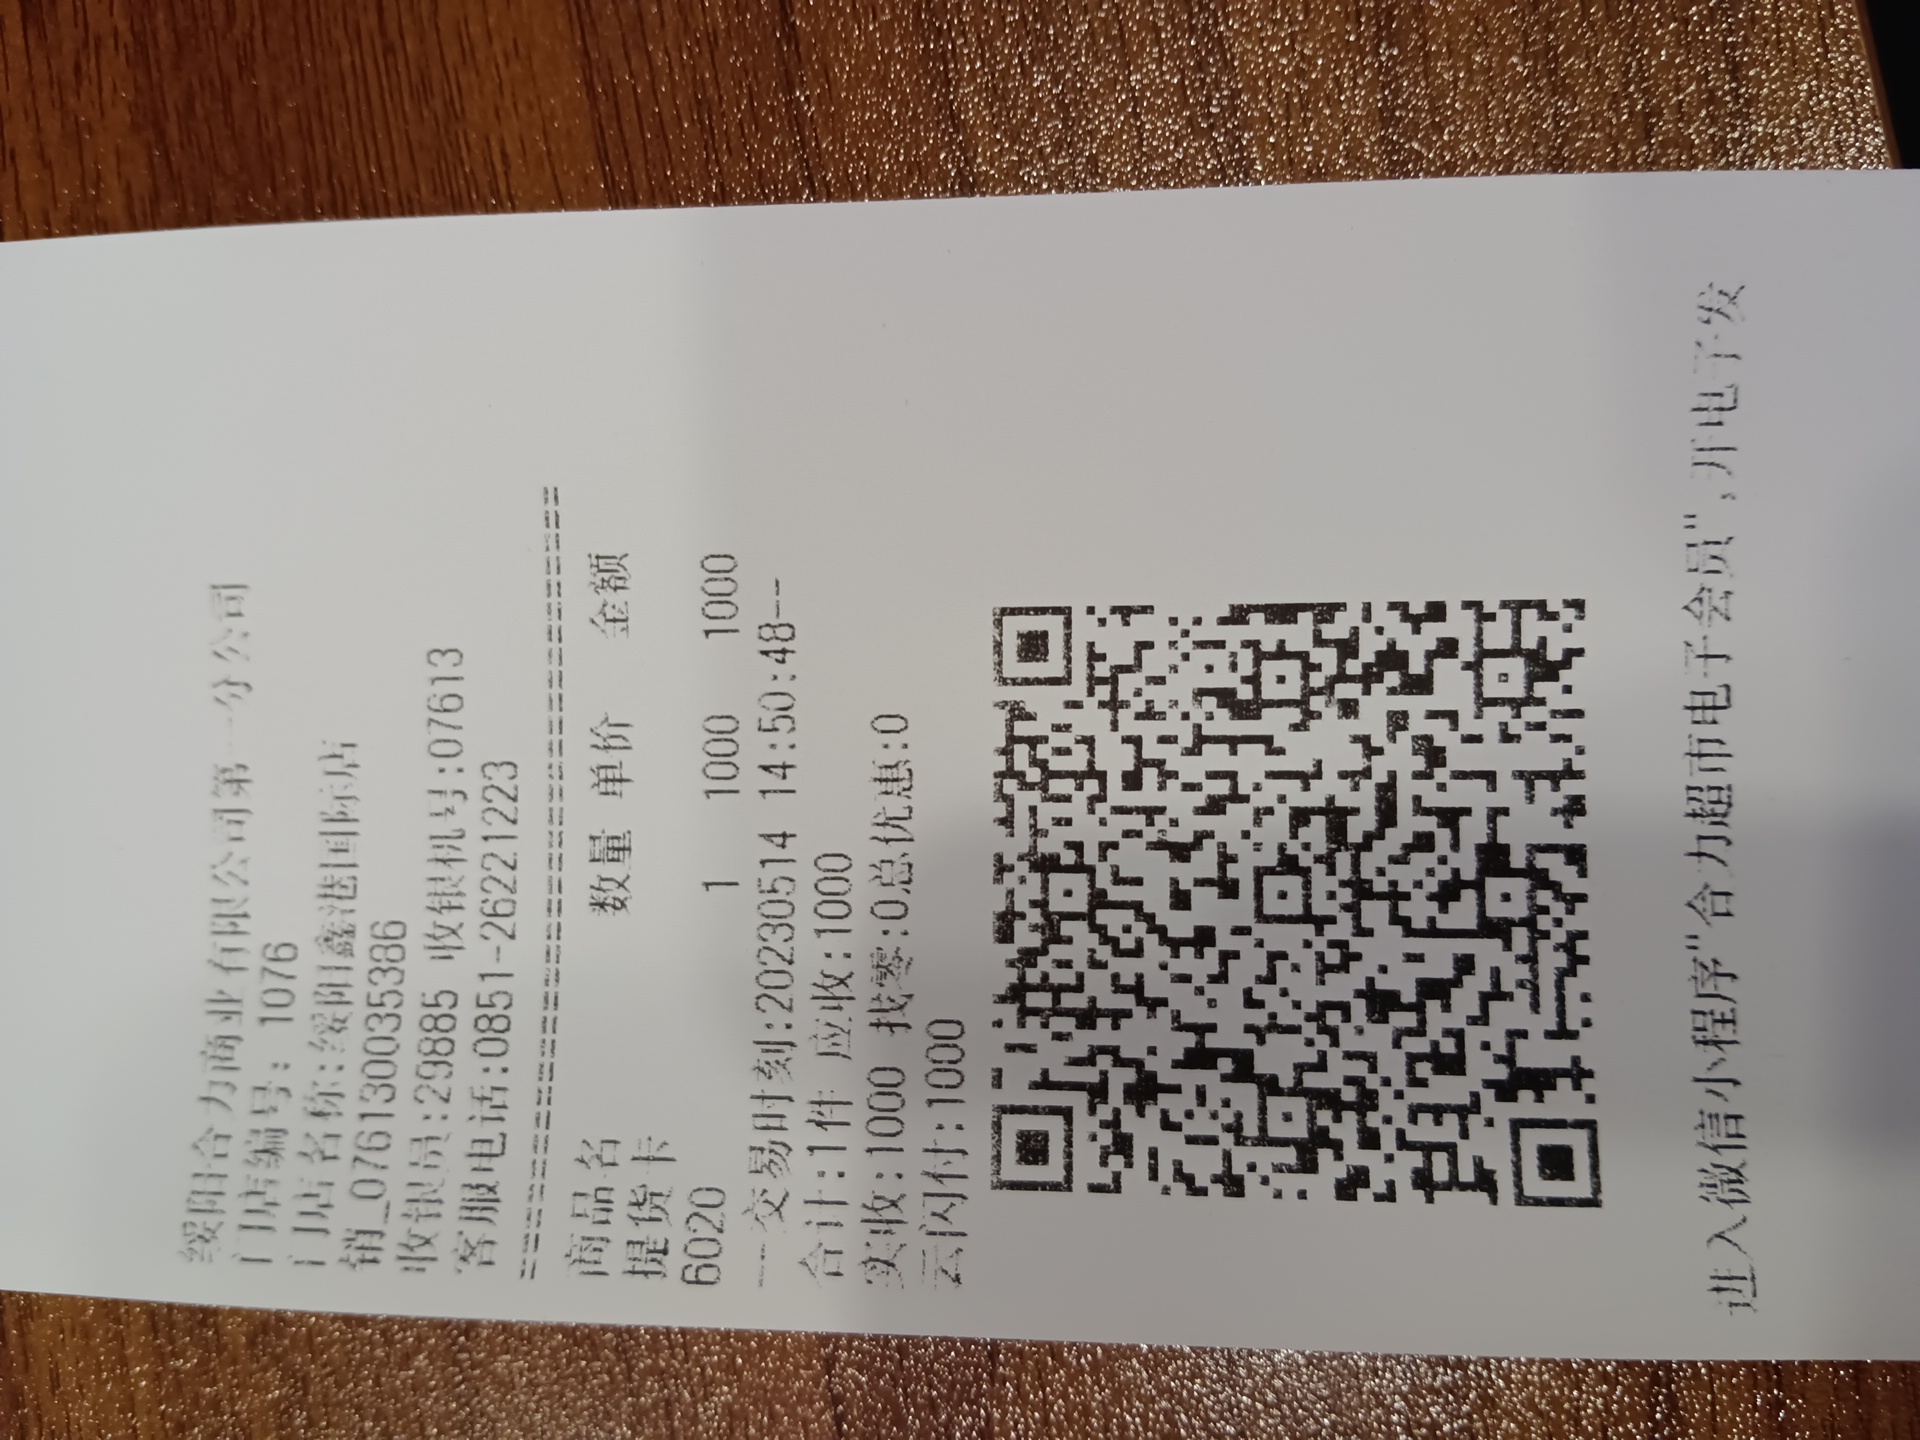 绥阳合力商业有限公司第一分公司
门店编号: 1076
门店名称:绥阳鑫港国际店
销_0761300035386
收银员:29885 收银机号:07613
客服电话:0851-26221223
==================================
商品名 数量 单价 金额
提货卡
6020 1 1000 1000
--交易时刻:20230514 14:50:48--
合计:1件 应收:1000
实收:1000 找零:0总优惠:0
云闪付:1000
进入微信小程序"合力超市电子会员",开电子发